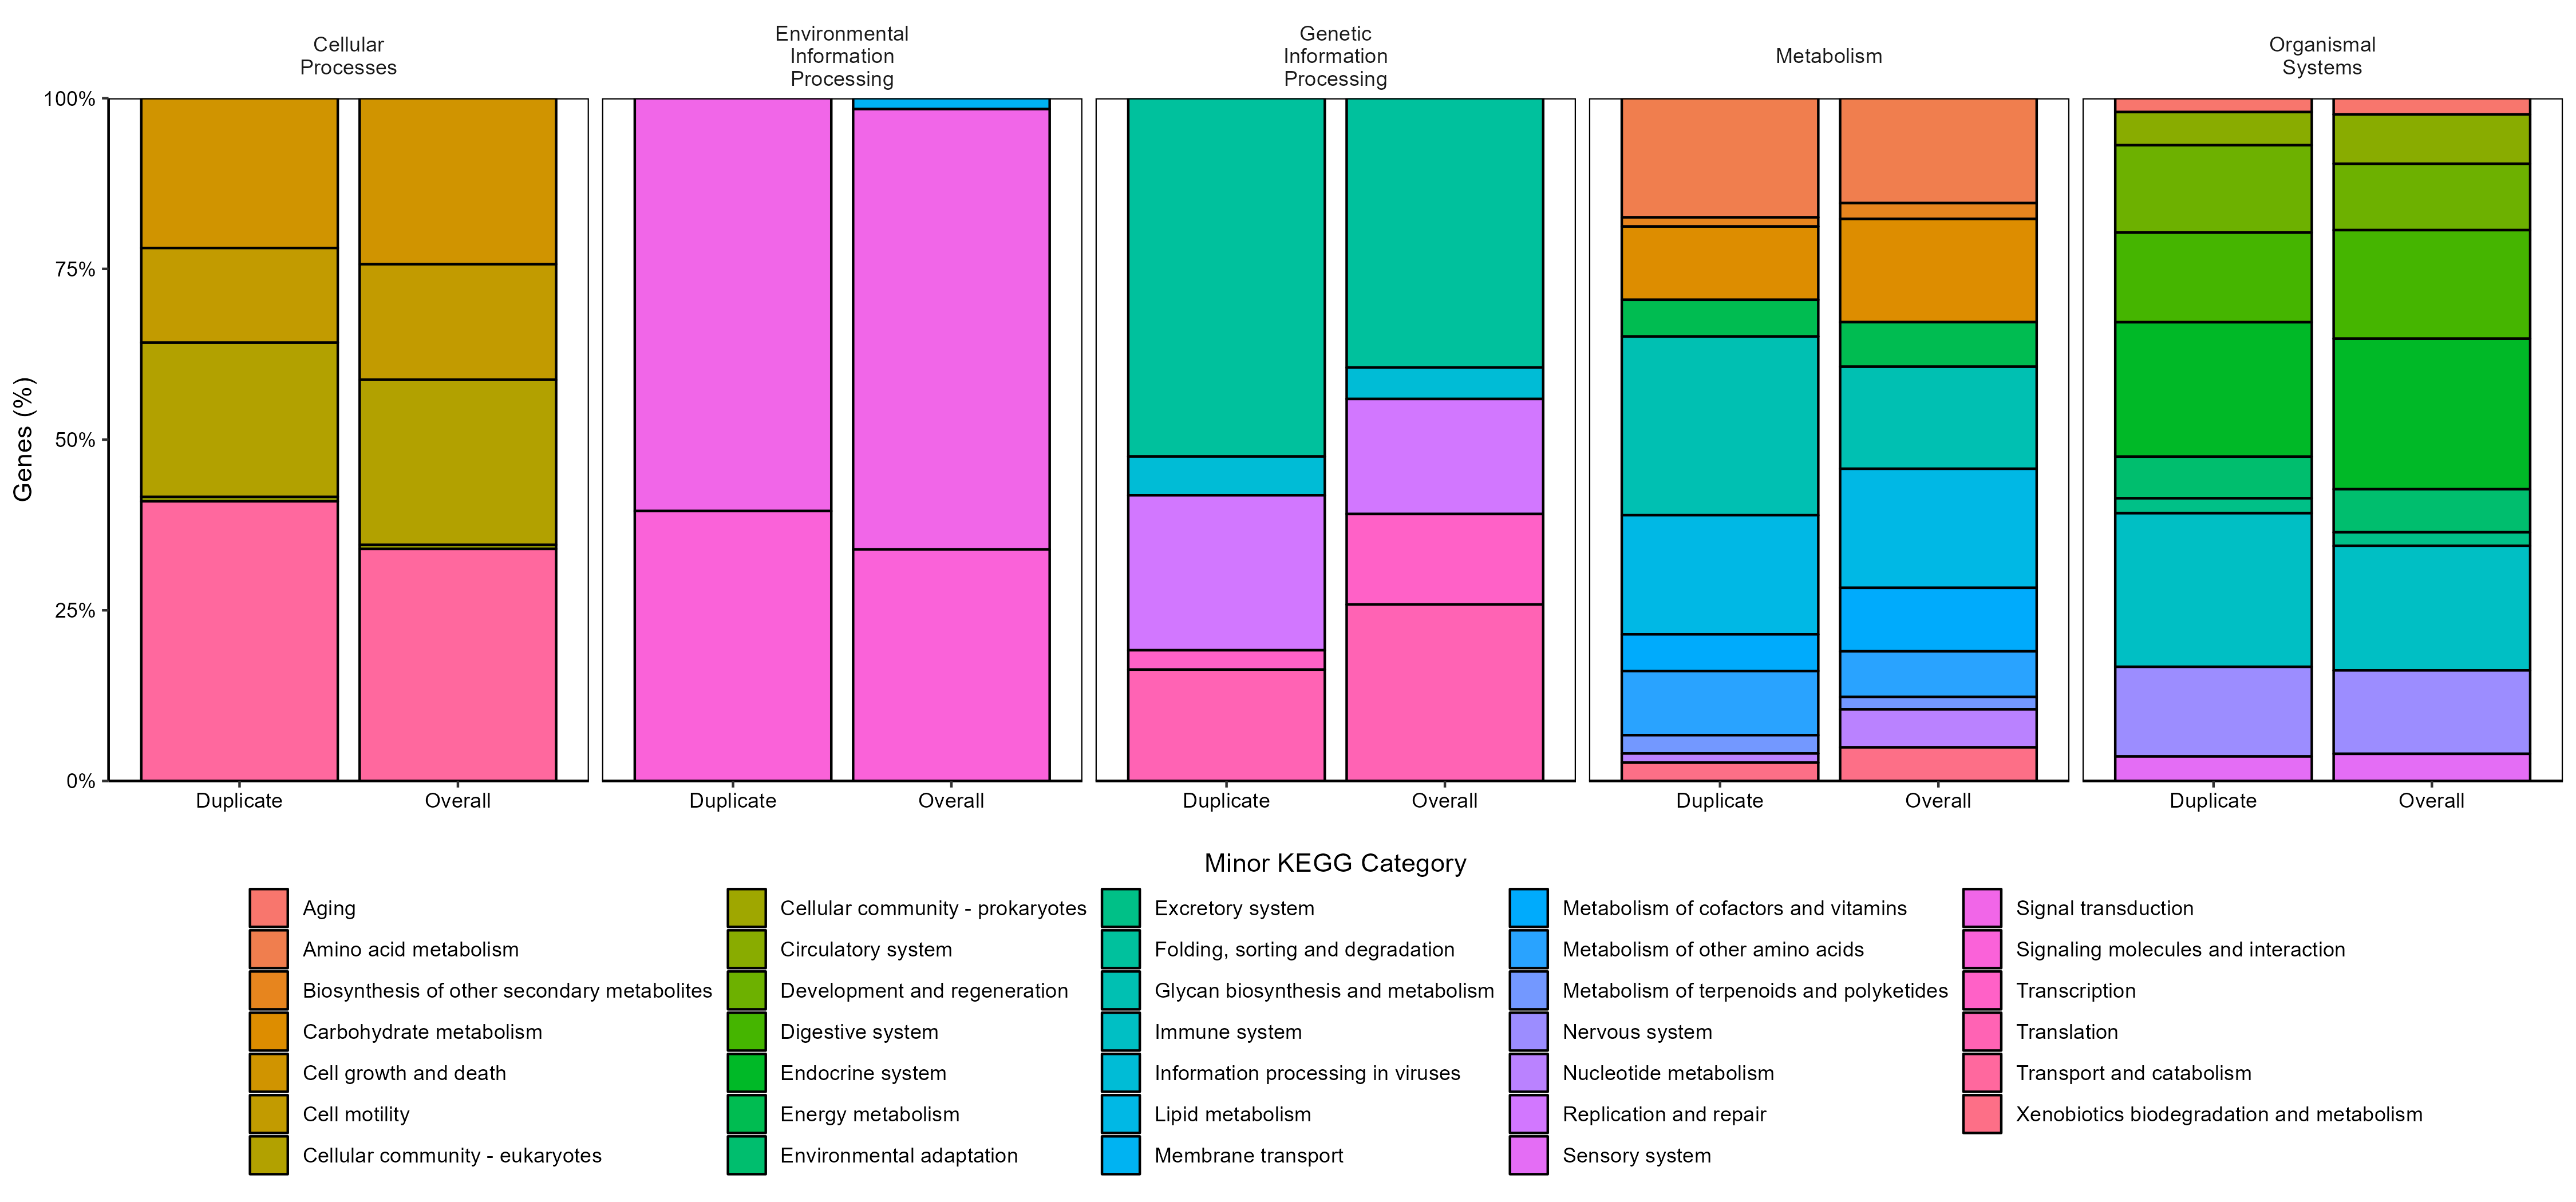 Cellular
Processes
Environmental
Information
Processing
Genetic
Information
Processing
Metabolism
Organismal
Systems
Genes (%)
100%
75%
50%
25%
0%
Duplicate
Overall
Duplicate
Overall
Duplicate
Overall
Duplicate
Overall
Duplicate
Overall
Minor KEGG Category
Aging
Amino acid metabolism
Biosynthesis of other secondary metabolites
Carbohydrate metabolism
Cell growth and death
Cell motility
Cellular community - eukaryotes
Cellular community - prokaryotes
Circulatory system
Development and regeneration
Digestive system
Endocrine system
Energy metabolism
Environmental adaptation
Excretory system
Folding, sorting and degradation
Glycan biosynthesis and metabolism
Immune system
Information processing in viruses
Lipid metabolism
Membrane transport
Metabolism of cofactors and vitamins
Metabolism of other amino acids
Metabolism of terpenoids and polyketides
Nervous system
Nucleotide metabolism
Replication and repair
Sensory system
Signal transduction
Signaling molecules and interaction
Transcription
Translation
Transport and catabolism
Xenobiotics biodegradation and metabolism